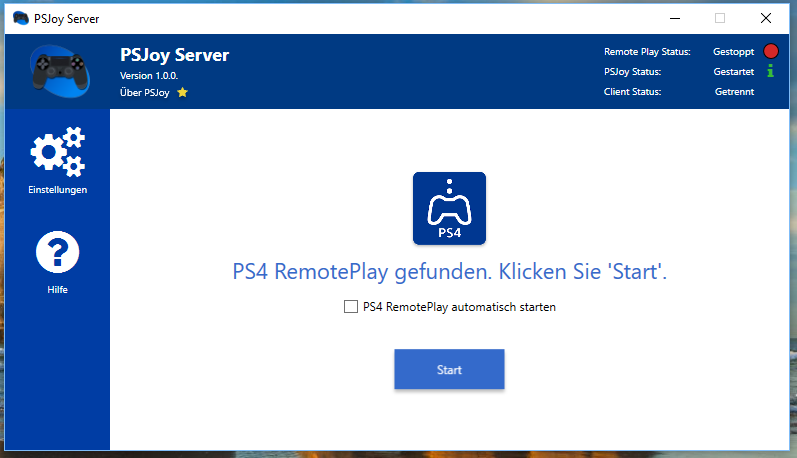 PSJoy Server
PSJoy Server
Version 1.0.0.
Über PSJoy
Remote Play Status: Gestoppt
PSJoy Status: Gestartet
Client Status: Getrennt
Einstellungen
Hilfe
PS4
PS4 RemotePlay gefunden. Klicken Sie 'Start'.
PS4 RemotePlay automatisch starten
Start